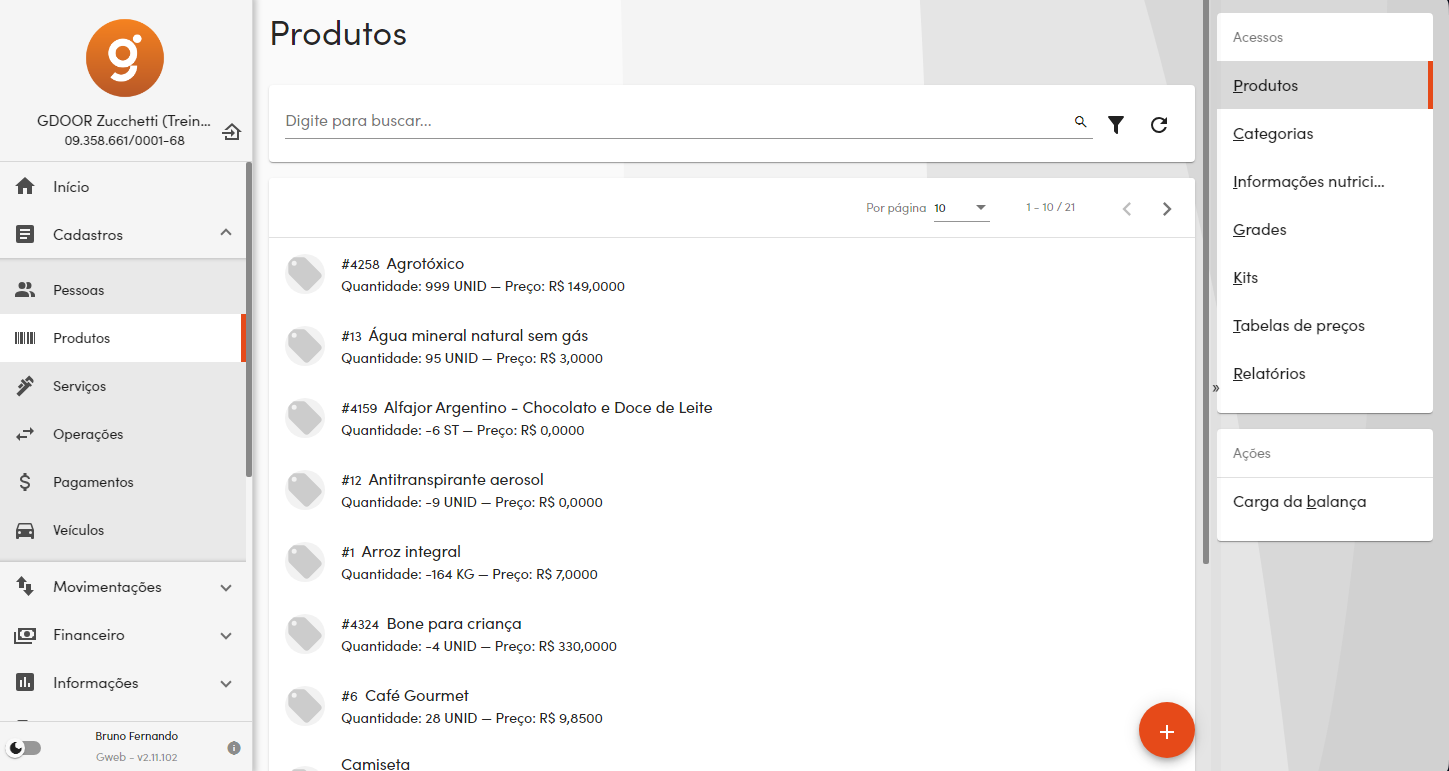 g
GDOOR Zucchetti (Trein...
09.358.661/0001-68
Início
Cadastros
Pessoas
Produtos
Serviços
Operações
Pagamentos
Veículos
Movimentações
Financeiro
Informações
Bruno Fernando
Gweb - v2.11.102
Produtos
Digite para buscar...
Por página 10 1 - 10 / 21
#4258 Agrotóxico
Quantidade: 999 UNID — Preço: R$ 149,0000
#13 Água mineral natural sem gás
Quantidade: 95 UNID — Preço: R$ 3,0000
#4159 Alfajor Argentino - Chocolato e Doce de Leite
Quantidade: -6 ST — Preço: R$ 0,0000
#12 Antitranspirante aerosol
Quantidade: -9 UNID — Preço: R$ 0,0000
#1 Arroz integral
Quantidade: -164 KG — Preço: R$ 7,0000
#4324 Bone para criança
Quantidade: -4 UNID — Preço: R$ 330,0000
#6 Café Gourmet
Quantidade: 28 UNID — Preço: R$ 9,8500
Camiseta
+
»
Acessos
Produtos
Categorias
Informações nutrici...
Grades
Kits
Tabelas de preços
Relatórios
Ações
Carga da balança